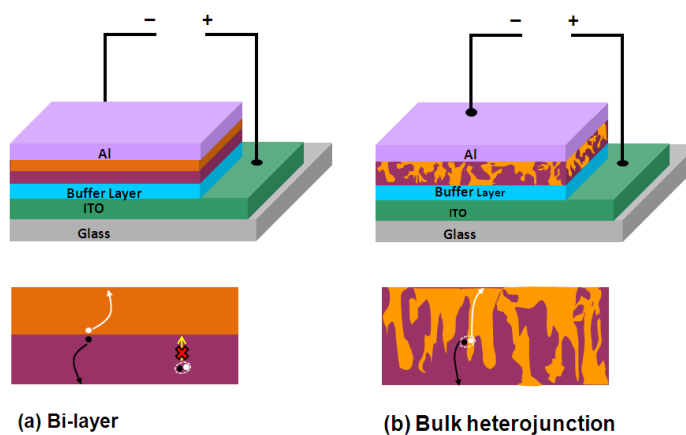 − +
Al
Buffer Layer
ITO
Glass
− +
Al
Buffer Layer
ITO
Glass
(a) Bi-layer
(b) Bulk heterojunction